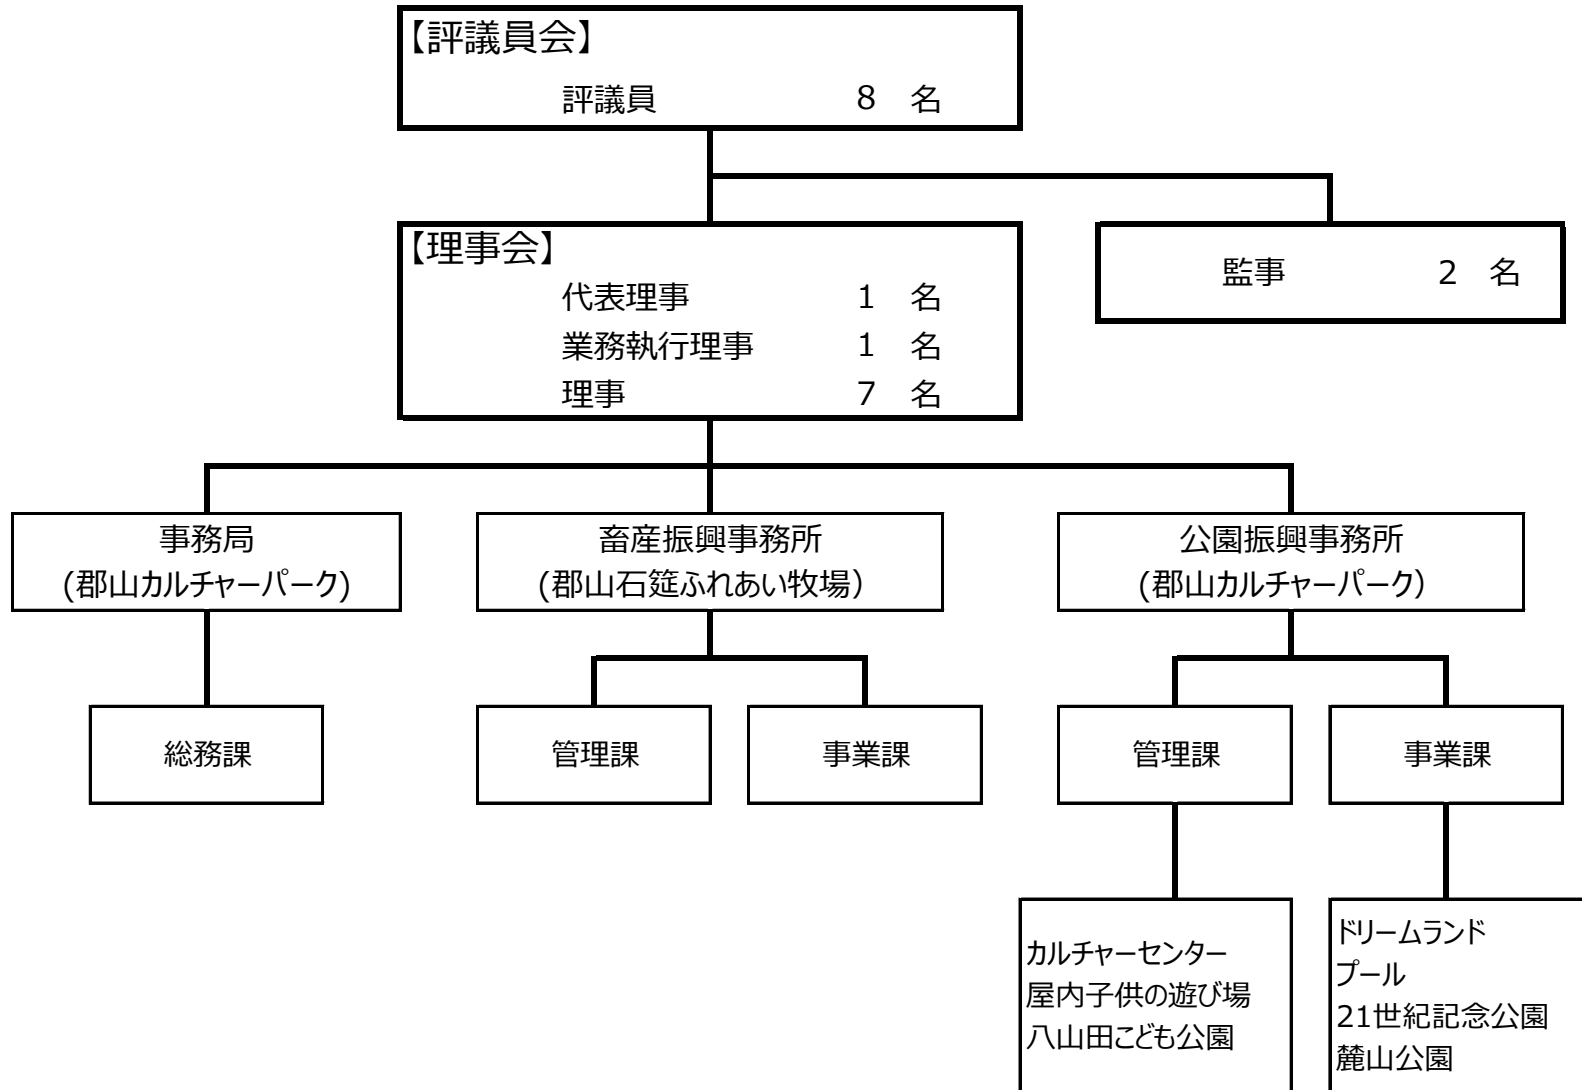 【評議員会】
評議員 8 名
【理事会】
代表理事 1 名
業務執行理事 1 名
理事 7 名
監事 2 名
事務局
(郡山カルチャーパーク)
畜産振興事務所
(郡山石筵ふれあい牧場）
公園振興事務所
(郡山カルチャーパーク）
総務課
管理課
事業課
管理課
事業課
カルチャーセンター
屋内子供の遊び場
八山田こども公園
ドリームランド
プール
21世紀記念公園
麓山公園